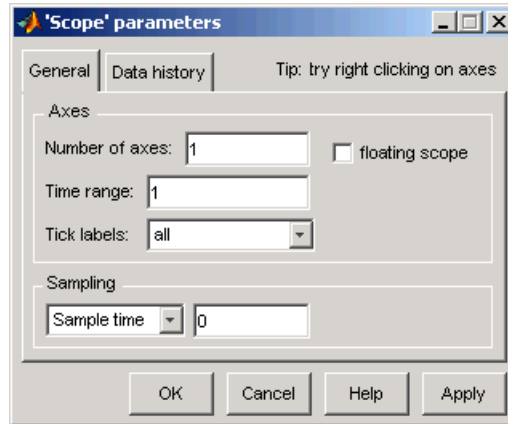 'Scope' parameters
General Data history Tip: try right clicking on axes
Axes
Number of axes: 1 floating scope
Time range: 1
Tick labels: all
Sampling
Sample time 0
OK Cancel Help Apply